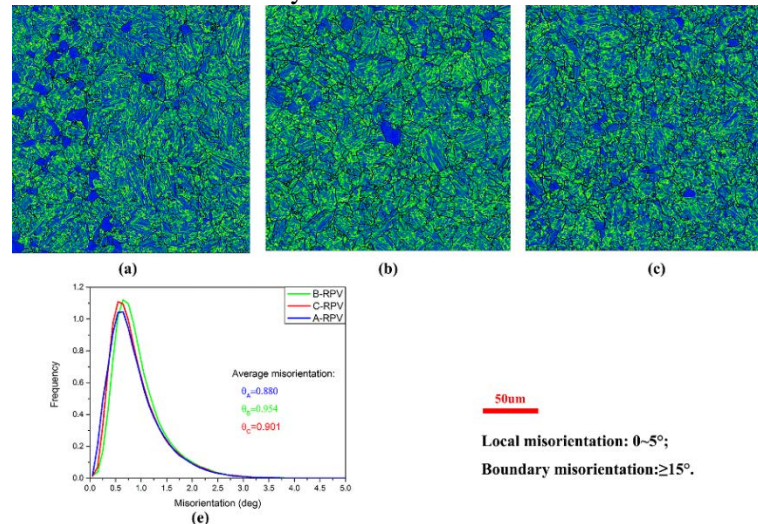 (a)
(b)
(c)
B-RPV
C-RPV
A-RPV
Average misorientation:
θA=0.880
θB=0.954
θC=0.901
Frequency
1.2
1.0
0.8
0.6
0.4
0.2
0.0
0.0 0.5 1.0 1.5 2.0 2.5 3.0 3.5 4.0 4.5 5.0
Misorientation (deg)
(e)
50um
Local misorientation: 0~5°;
Boundary misorientation:≥15°.